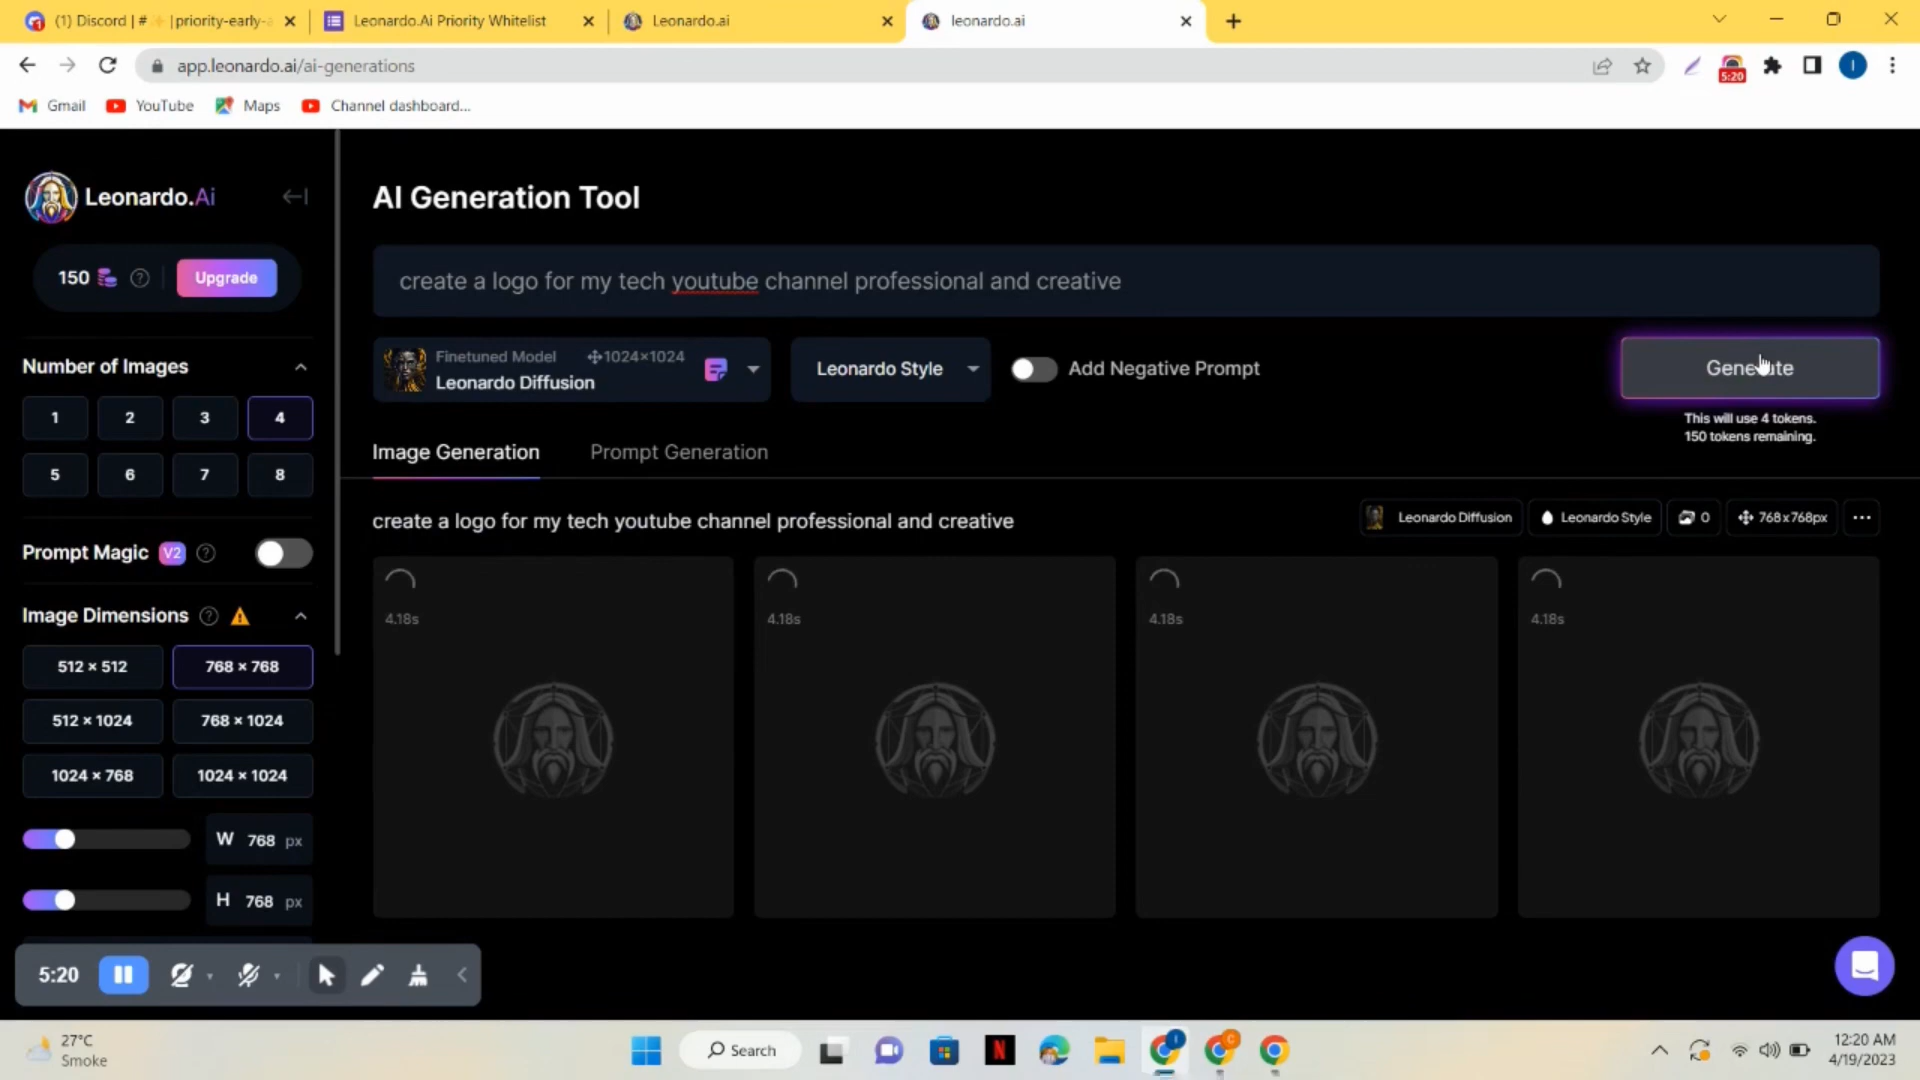 (1) Discord | # | priority-early-a
Leonardo.Ai Priority Whitelist
Leonardo.ai
leonardo.ai
app.leonardo.ai/ai-generations
5:20
I
Gmail
YouTube
Maps
Channel dashboard...
Leonardo.Ai
150
Upgrade
AI Generation Tool
create a logo for my tech youtube channel professional and creative
Finetuned Model
1024×1024
Leonardo Diffusion
Leonardo Style
Add Negative Prompt
Generate
This will use 4 tokens.
150 tokens remaining.
Number of Images
1
2
3
4
5
6
7
8
Image Generation
Prompt Generation
create a logo for my tech youtube channel professional and creative
Leonardo Diffusion
Leonardo Style
0
768x768px
Prompt Magic V2
Image Dimensions
512 × 512
768 × 768
512 × 1024
768 × 1024
1024 × 768
1024 × 1024
W 768 px
H 768 px
4.18s
4.18s
4.18s
4.18s
5:20
27°C
Smoke
Search
12:20 AM
4/19/2023